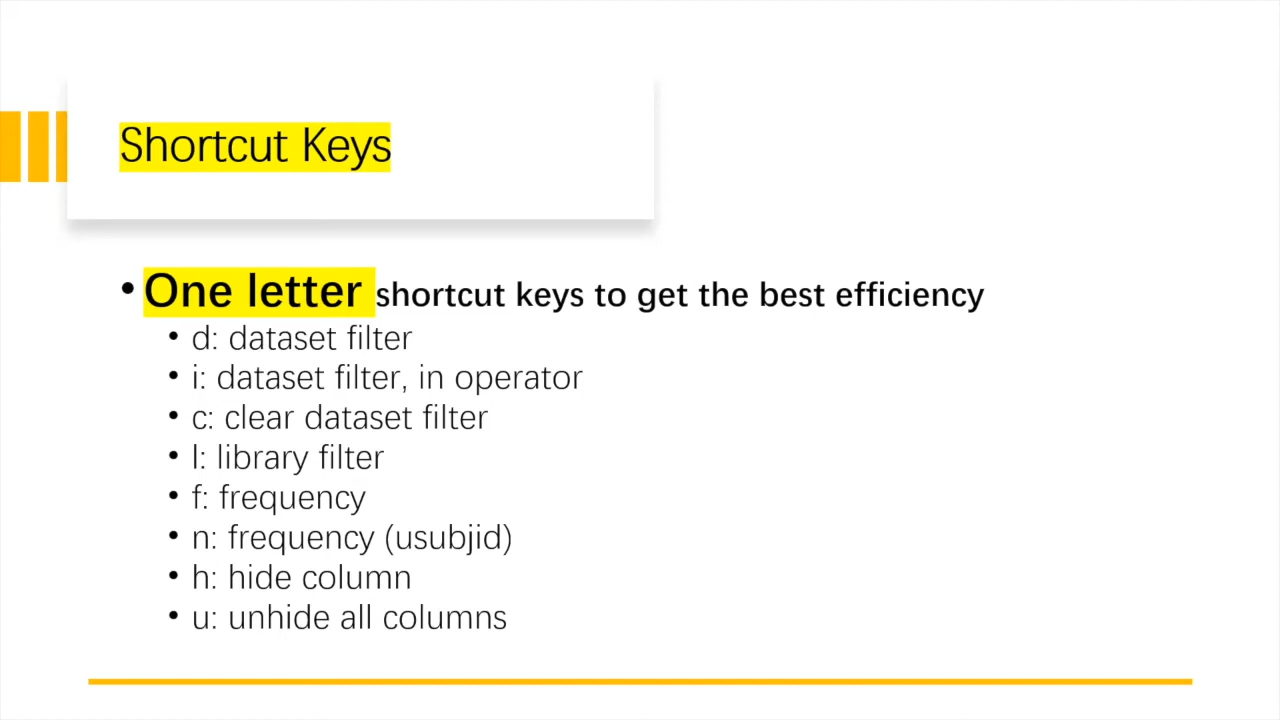 Shortcut Keys
• One letter shortcut keys to get the best efficiency
• d: dataset filter
• i: dataset filter, in operator
• c: clear dataset filter
• l: library filter
• f: frequency
• n: frequency (usubjid)
• h: hide column
• u: unhide all columns